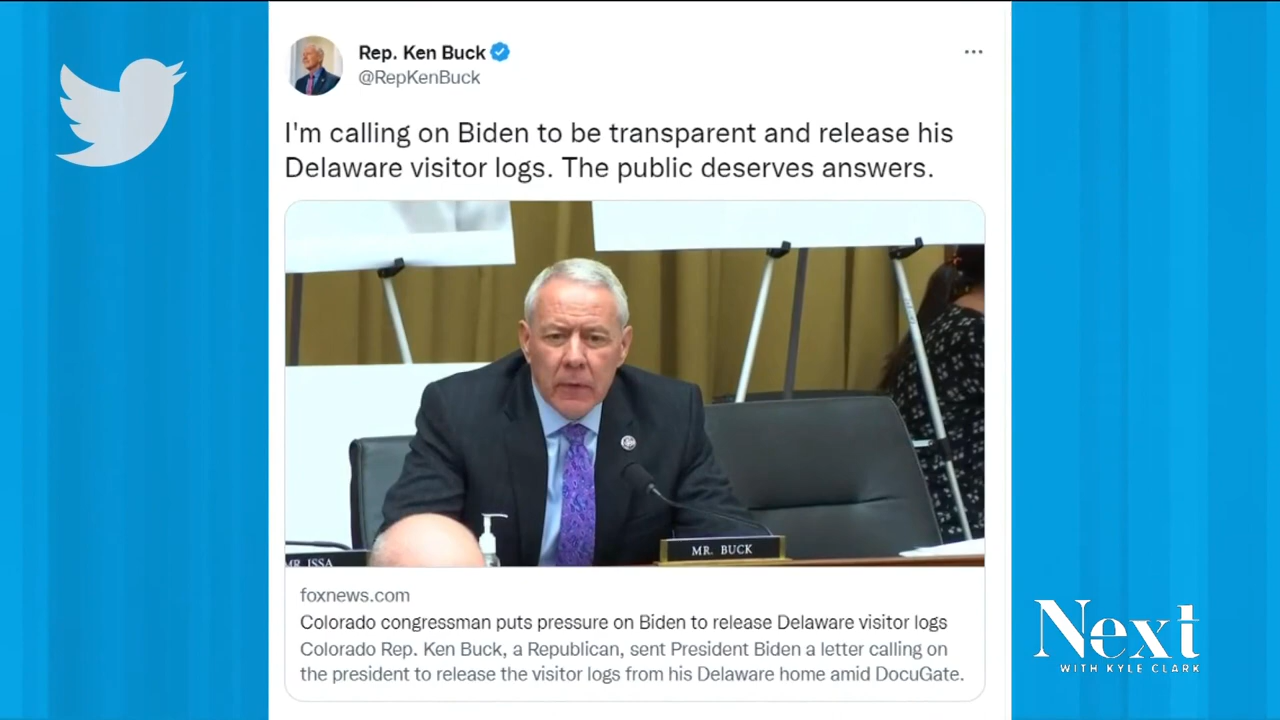 Rep. Ken Buck
@RepKenBuck
I'm calling on Biden to be transparent and release his
Delaware visitor logs. The public deserves answers.
MR. ISSA
MR. BUCK
foxnews.com
Colorado congressman puts pressure on Biden to release Delaware visitor logs
Colorado Rep. Ken Buck, a Republican, sent President Biden a letter calling on
the president to release the visitor logs from his Delaware home amid DocuGate.
Next
WITH KYLE CLARK